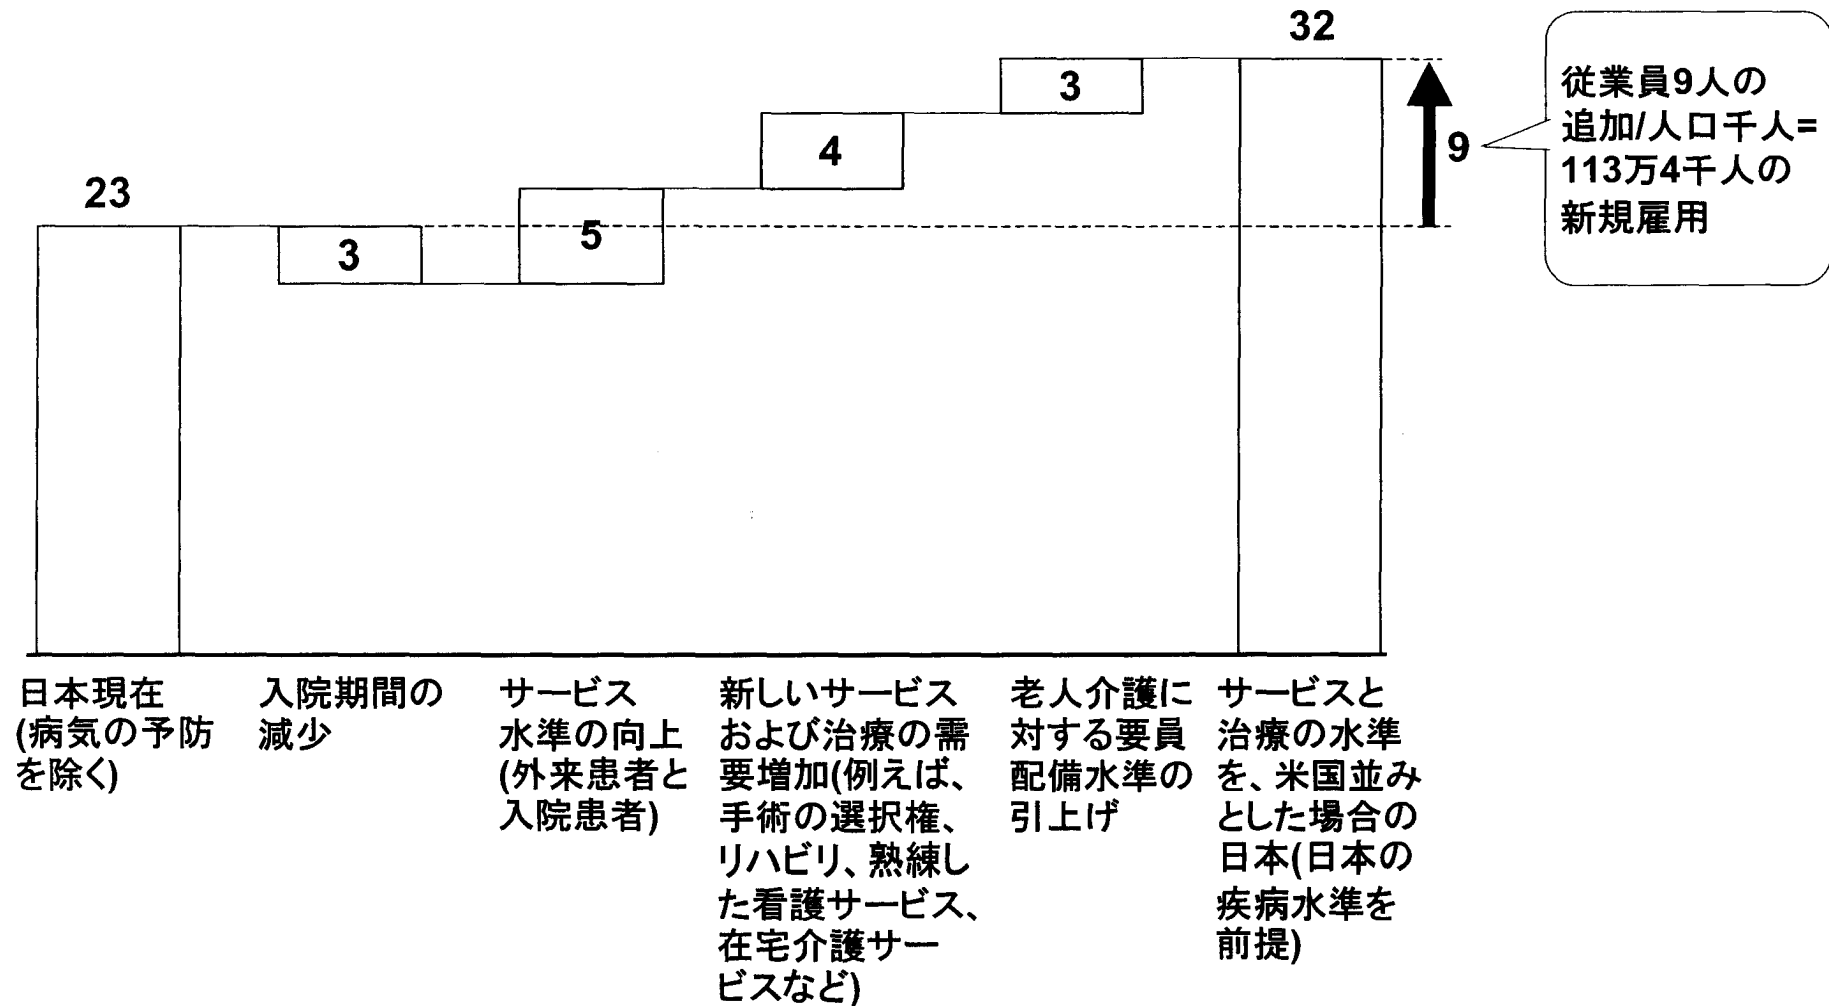 32
従業員9人の
追加/人口千人=
113万4千人の
新規雇用
3
9
4
23
5
3
日本現在
(病気の予防
を除く)
入院期間の
減少
サービス
水準の向上
(外来患者と
入院患者)
新しいサービス
および治療の需
要増加(例えば、
手術の選択権、
リハビリ、熟練し
た看護サービス、
在宅介護サー
ビスなど)
老人介護に
対する要員
配備水準の
引上げ
サービスと
治療の水準
を、米国並み
とした場合の
日本(日本の
疾病水準を
前提)